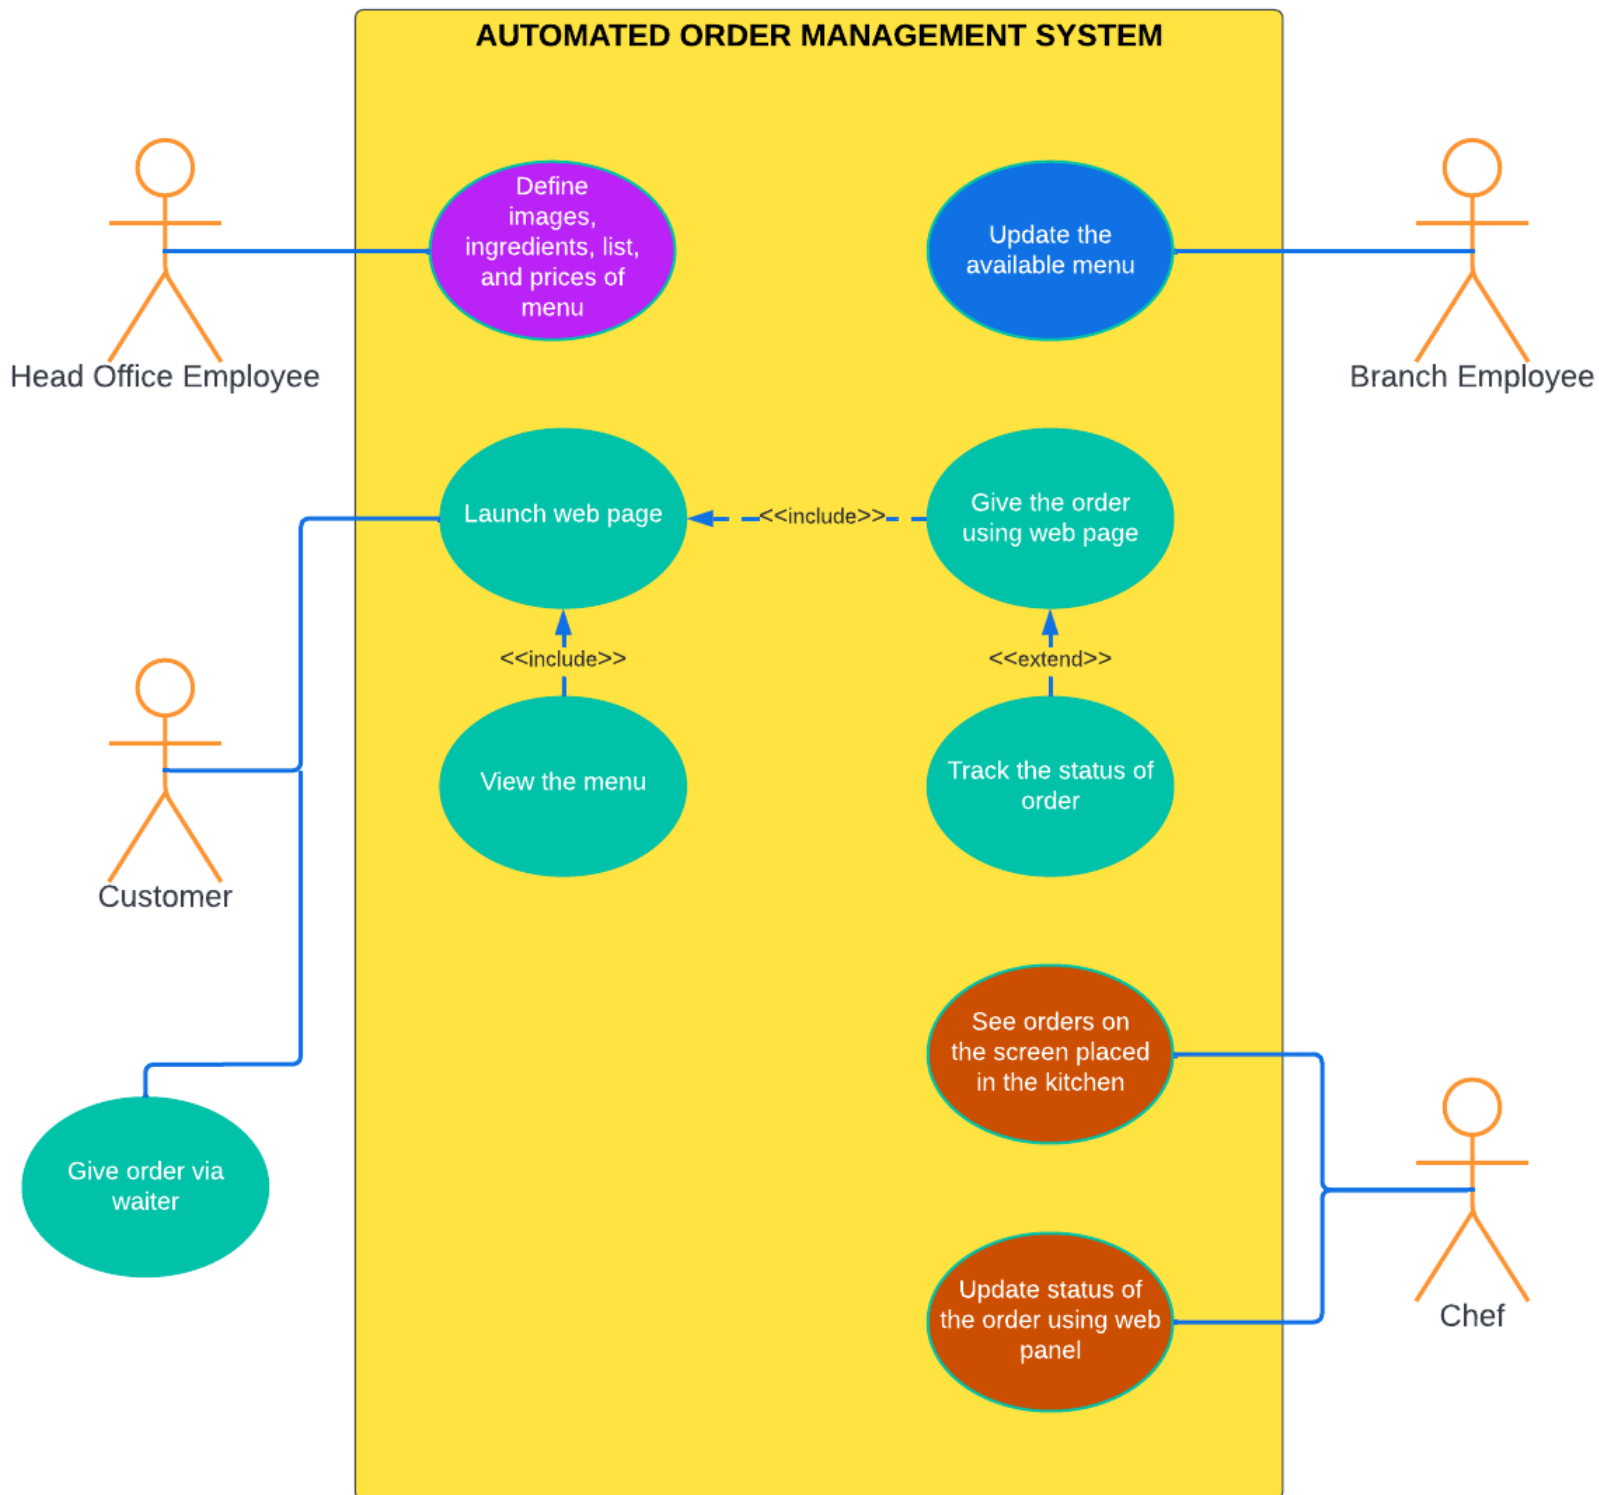 AUTOMATED ORDER MANAGEMENT SYSTEM
Define
images,
ingredients, list,
and prices of
menu
Update the
available menu
Head Office Employee
Branch Employee
Launch web page
<<include>>
Give the order
using web page
<<include>>
<<extend>>
View the menu
Track the status of
order
Customer
See orders on
the screen placed
in the kitchen
Give order via
waiter
Update status of
the order using web
panel
Chef